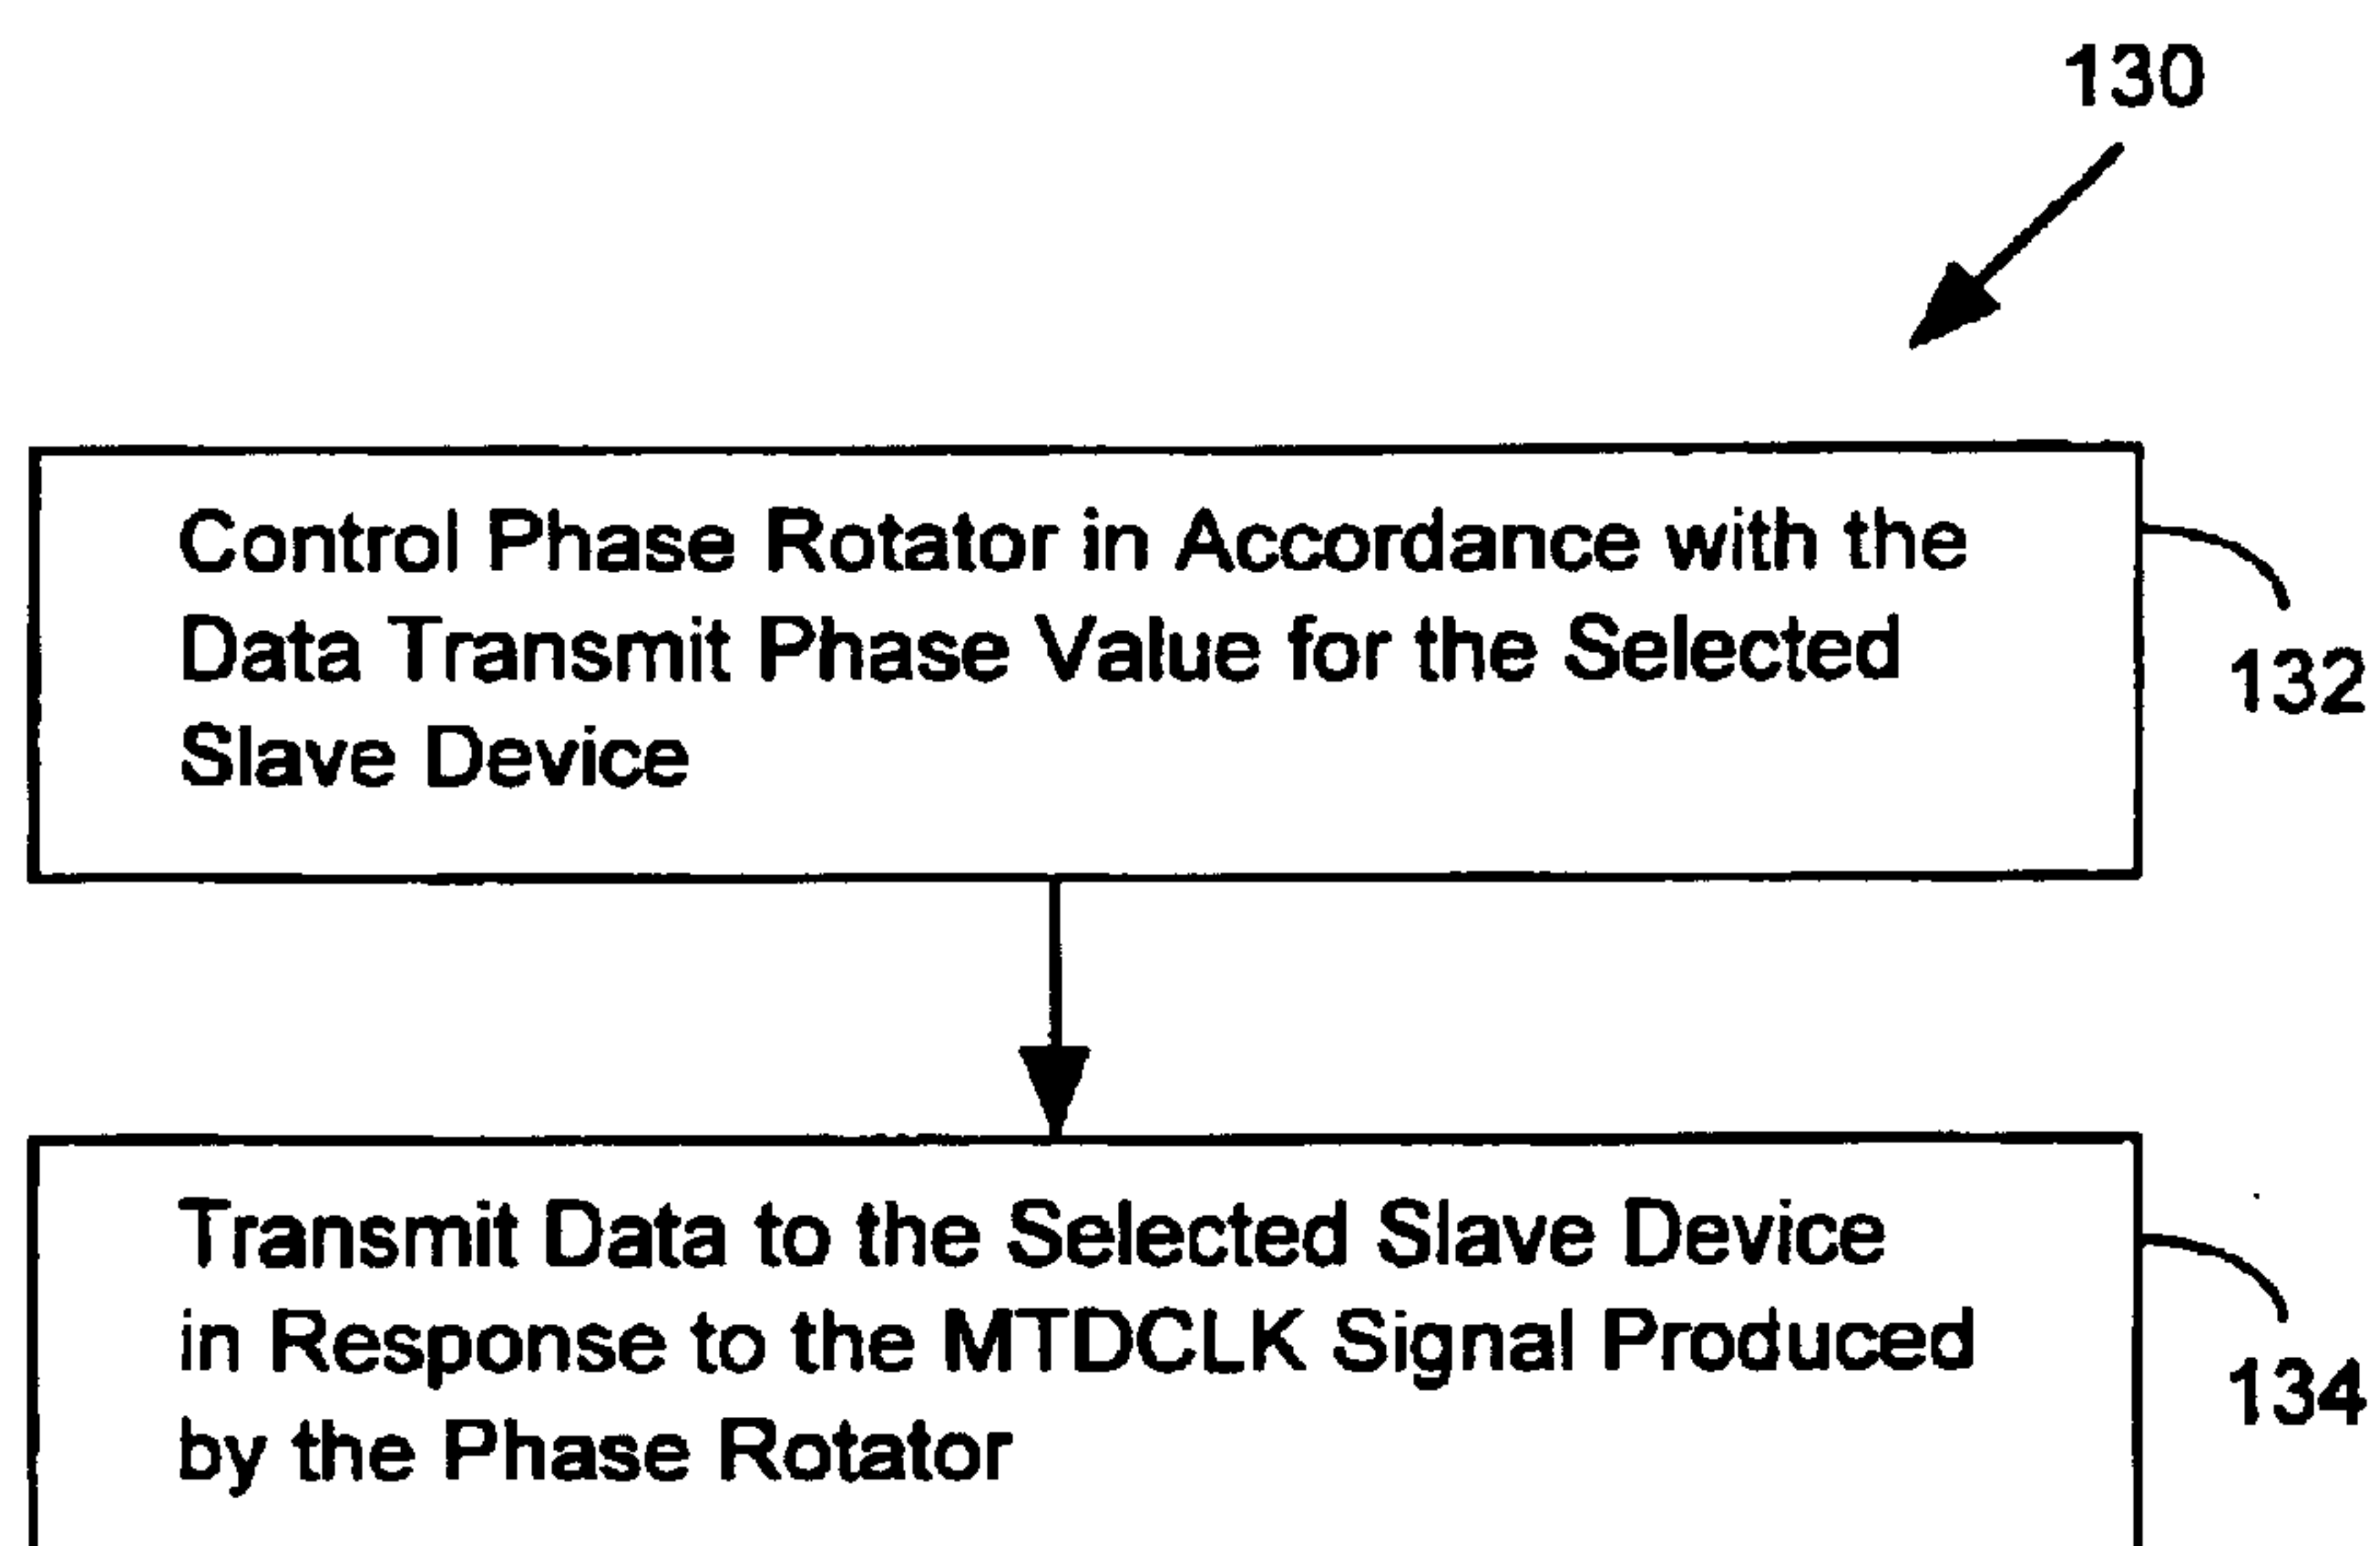 130
Control Phase Rotator in Accordance with the
Data Transmit Phase Value for the Selected
Slave Device
132
Transmit Data to the Selected Slave Device
in Response to the MTDCLK Signal Produced
by the Phase Rotator
134